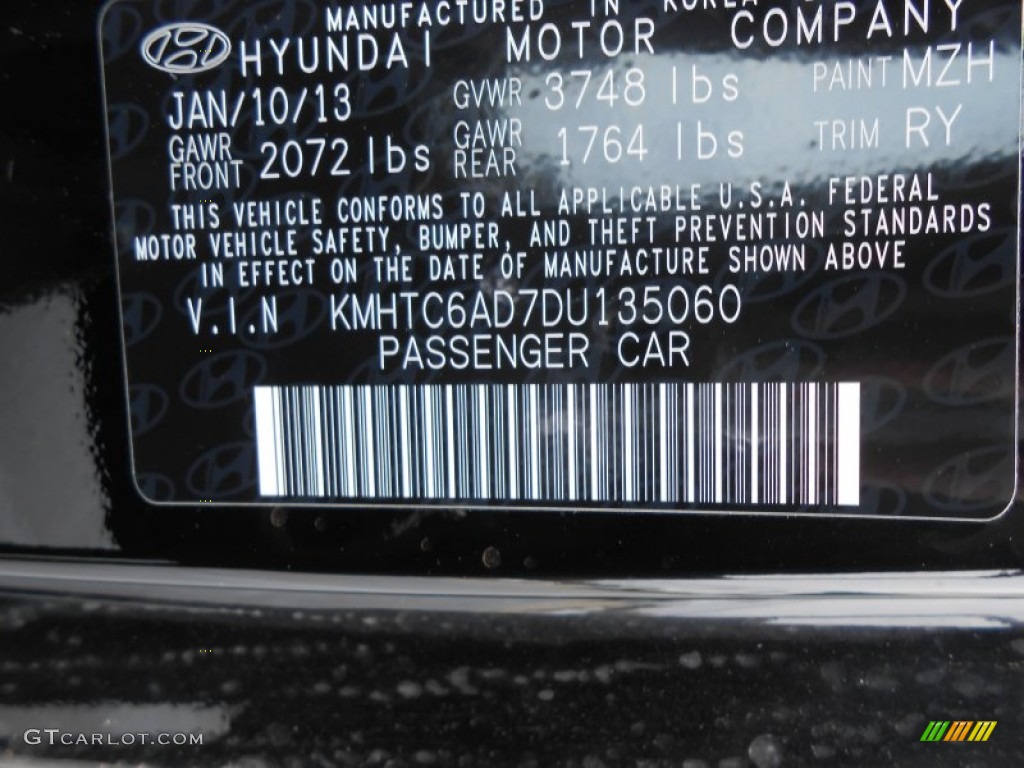 MANUFACTURED IN KOREA
HYUNDAI MOTOR COMPANY
JAN/10/13 GVWR 3748 lbs PAINT MZH
GAWR FRONT 2072 lbs GAWR REAR 1764 lbs TRIM RY
THIS VEHICLE CONFORMS TO ALL APPLICABLE U.S.A. FEDERAL
MOTOR VEHICLE SAFETY, BUMPER, AND THEFT PREVENTION STANDARDS
IN EFFECT ON THE DATE OF MANUFACTURE SHOWN ABOVE
V.I.N KMHTC6AD7DU135060
PASSENGER CAR
GTCARLOT.COM